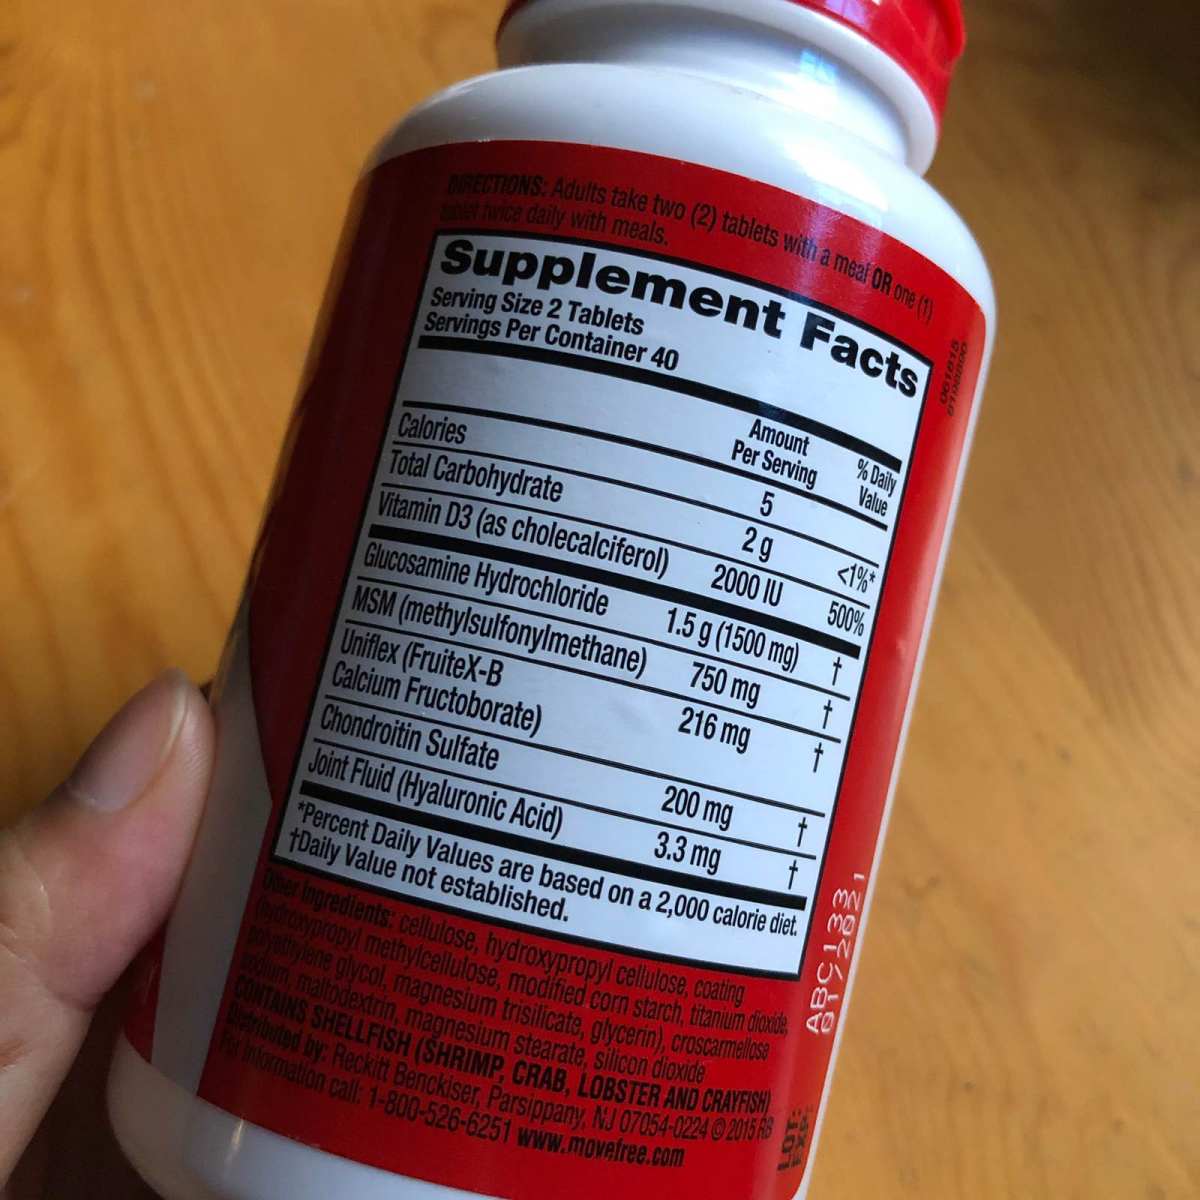 DIRECTIONS: Adults take two (2) tablets with a meal OR one (1)
tablet twice daily with meals.
Supplement Facts
Serving Size 2 Tablets
Servings Per Container 40
Amount Per Serving
% Daily Value
Calories 5
Total Carbohydrate 2 g <1%*
Vitamin D3 (as cholecalciferol) 2000 IU 500%
Glucosamine Hydrochloride 1.5 g (1500 mg) †
MSM (methylsulfonylmethane) 750 mg †
Uniflex (FruiteX-B
Calcium Fructoborate) 216 mg †
Chondroitin Sulfate 200 mg †
Joint Fluid (Hyaluronic Acid) 3.3 mg †
*Percent Daily Values are based on a 2,000 calorie diet.
†Daily Value not established.
Other Ingredients: cellulose, hydroxypropyl cellulose, coating
(hydroxypropyl methylcellulose, modified corn starch, titanium dioxide,
polyethylene glycol, magnesium trisilicate, glycerin), croscarmellose
sodium, maltodextrin, magnesium stearate, silicon dioxide
CONTAINS SHELLFISH (SHRIMP, CRAB, LOBSTER AND CRAYFISH)
Distributed by: Reckitt Benckiser, Parsippany, NJ 07054-0224 © 2015 RB
For information call: 1-800-526-6251 www.movefree.com
LOT: ABC133
EXP: 01/2021